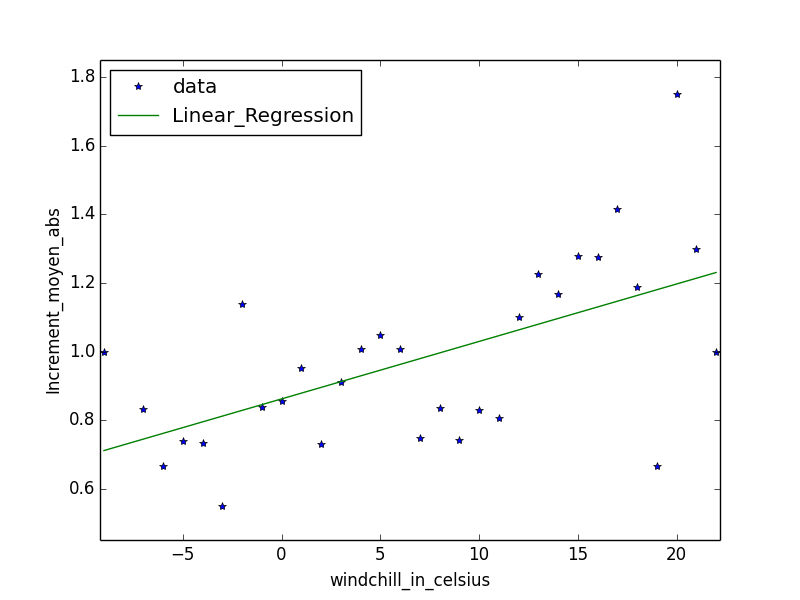 data
Linear_Regression
1.8
1.6
1.4
1.2
1.0
0.8
0.6
Increment_moyen_abs
−5 0 5 10 15 20
windchill_in_celsius